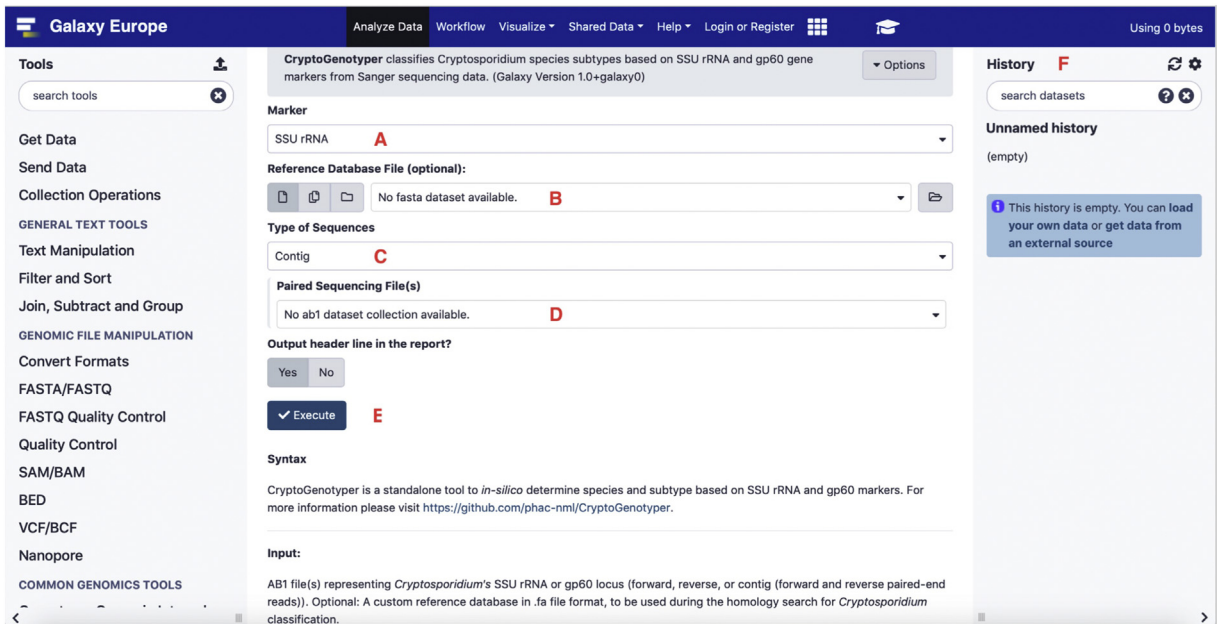 Galaxy Europe
Analyze Data Workflow Visualize Shared Data Help Login or Register
Using 0 bytes
Tools
search tools
Get Data
Send Data
Collection Operations
GENERAL TEXT TOOLS
Text Manipulation
Filter and Sort
Join, Subtract and Group
GENOMIC FILE MANIPULATION
Convert Formats
FASTA/FASTQ
FASTQ Quality Control
Quality Control
SAM/BAM
BED
VCF/BCF
Nanopore
COMMON GENOMICS TOOLS
CryptoGenotyper classifies Cryptosporidium species subtypes based on SSU rRNA and gp60 gene
markers from Sanger sequencing data. (Galaxy Version 1.0+galaxy0)
Options
Marker
SSU rRNA A
Reference Database File (optional):
No fasta dataset available. B
Type of Sequences
Contig C
Paired Sequencing File(s)
No ab1 dataset collection available. D
Output header line in the report?
Yes No
Execute E
Syntax
CryptoGenotyper is a standalone tool to in-silico determine species and subtype based on SSU rRNA and gp60 markers. For
more information please visit https://github.com/phac-nml/CryptoGenotyper.
Input:
AB1 file(s) representing Cryptosporidium's SSU rRNA or gp60 locus (forward, reverse, or contig (forward and reverse paired-end
reads)). Optional: A custom reference database in .fa file format, to be used during the homology search for Cryptosporidium
classification.
History F
search datasets
Unnamed history
(empty)
This history is empty. You can load
your own data or get data from
an external source